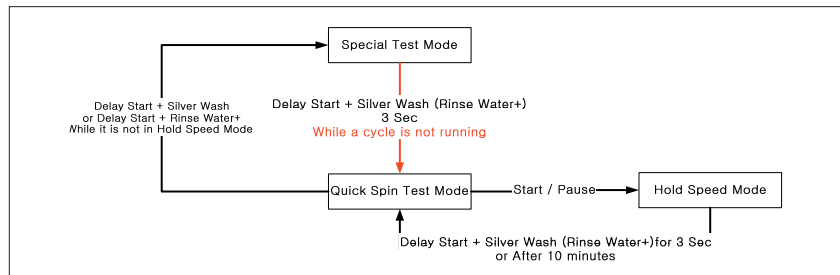 Special Test Mode
Delay Start + Silver Wash
or Delay Start + Rinse Water+
While it is not in Hold Speed Mode
Delay Start + Silver Wash (Rinse Water+)
3 Sec
While a cycle is not running
Quick Spin Test Mode
Start / Pause
Hold Speed Mode
Delay Start + Silver Wash (Rinse Water+)for 3 Sec
or After 10 minutes